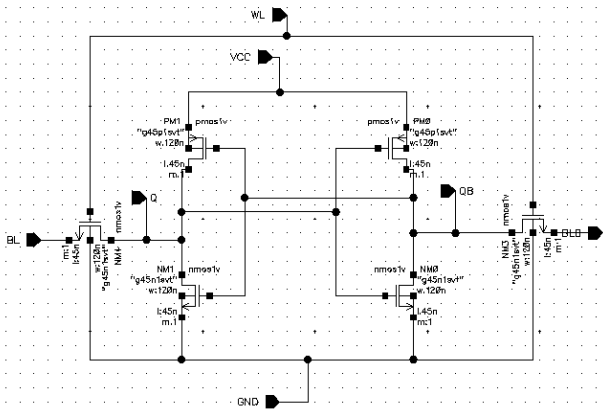 WL
VCC
PM1 pmos1v
"g45p1svt"
w:120n
l:45n
m:1
pmos1v PM0
"g45p1svt"
w:120n
l:45n
m:1
Q
QB
BL
nmos1v
m:1
l:45n
w:120n
"g45n1svt"
NM4
nmos1v
NM3
"g45n1svt"
w:120n
l:45n
m:1
BLB
NM1 nmos1v
"g45n1svt"
w:120n
l:45n
m:1
nmos1v NM0
"g45n1svt"
w:120n
l:45n
m:1
GND